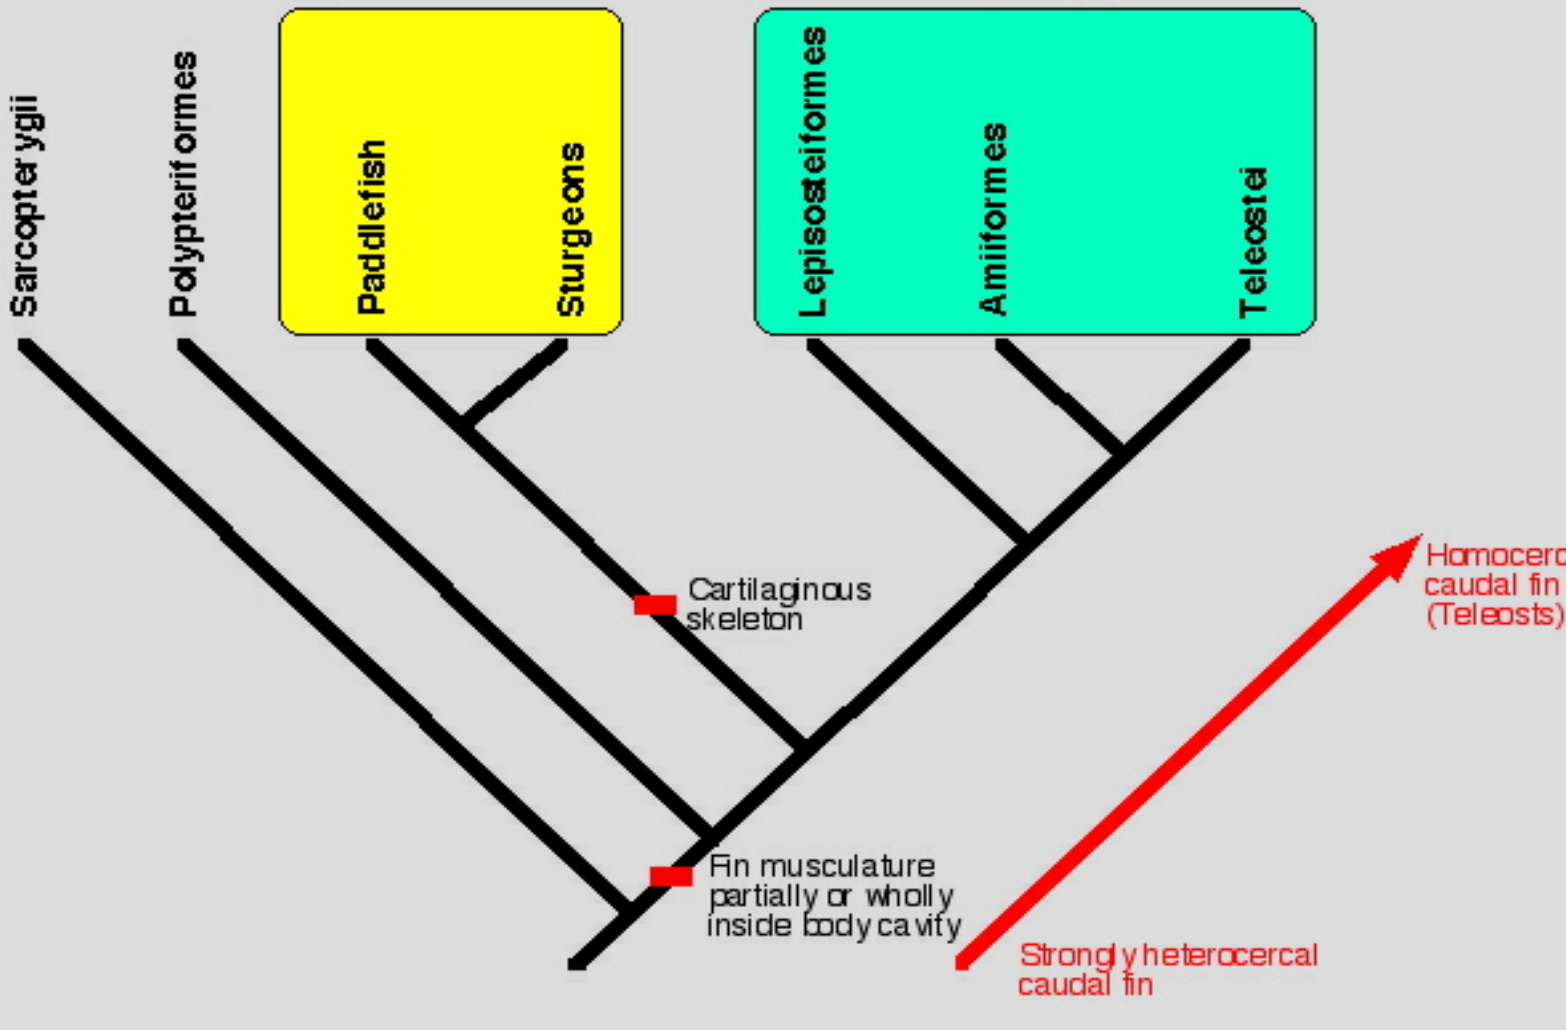 Sarcopterygii
Polypteriformes
Paddlefish
Sturgeons
Lepisosteiformes
Amiiformes
Teleostei
Cartilaginous
skeleton
Homocerc
caudal fin
(Teleosts)
Fin musculature
partially or wholly
inside body cavity
Strongly heterocercal
caudal fin